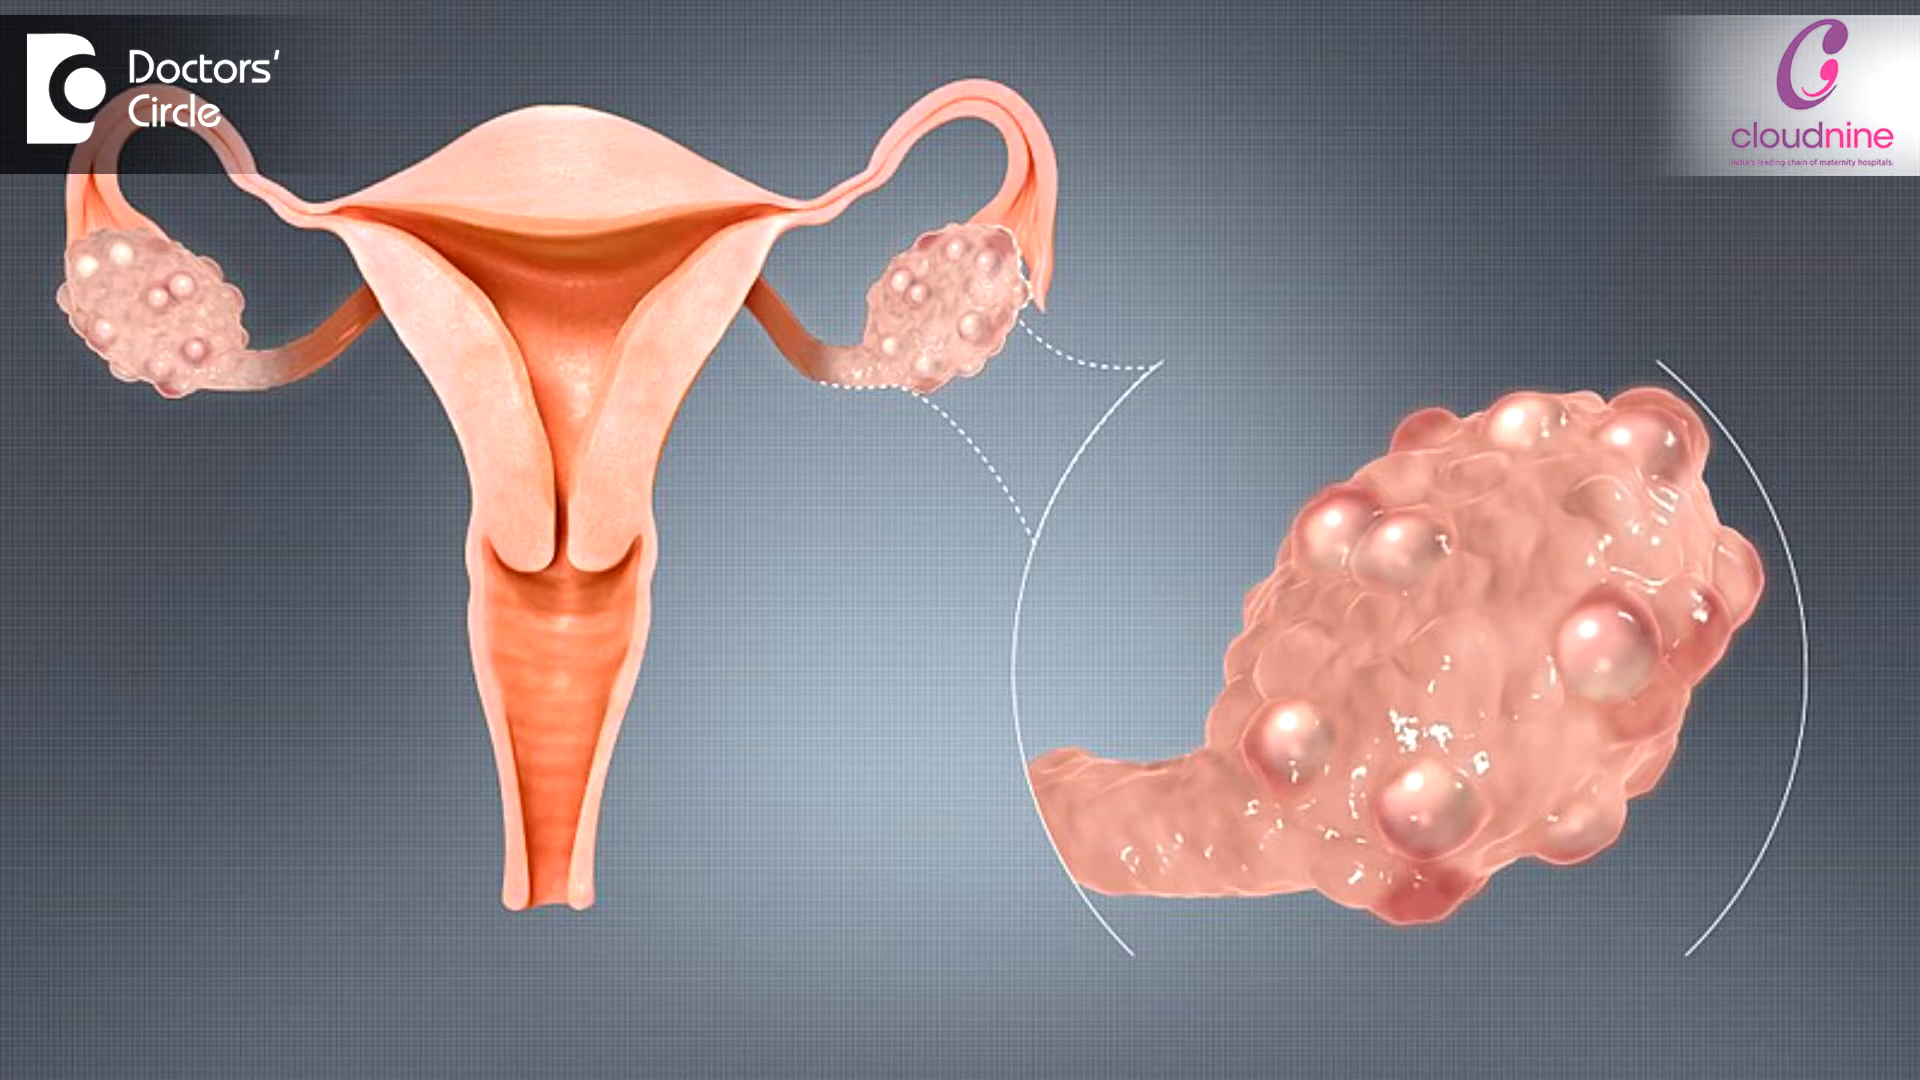 Doctors'
Circle
cloudnine
India's leading chain of maternity hospitals.